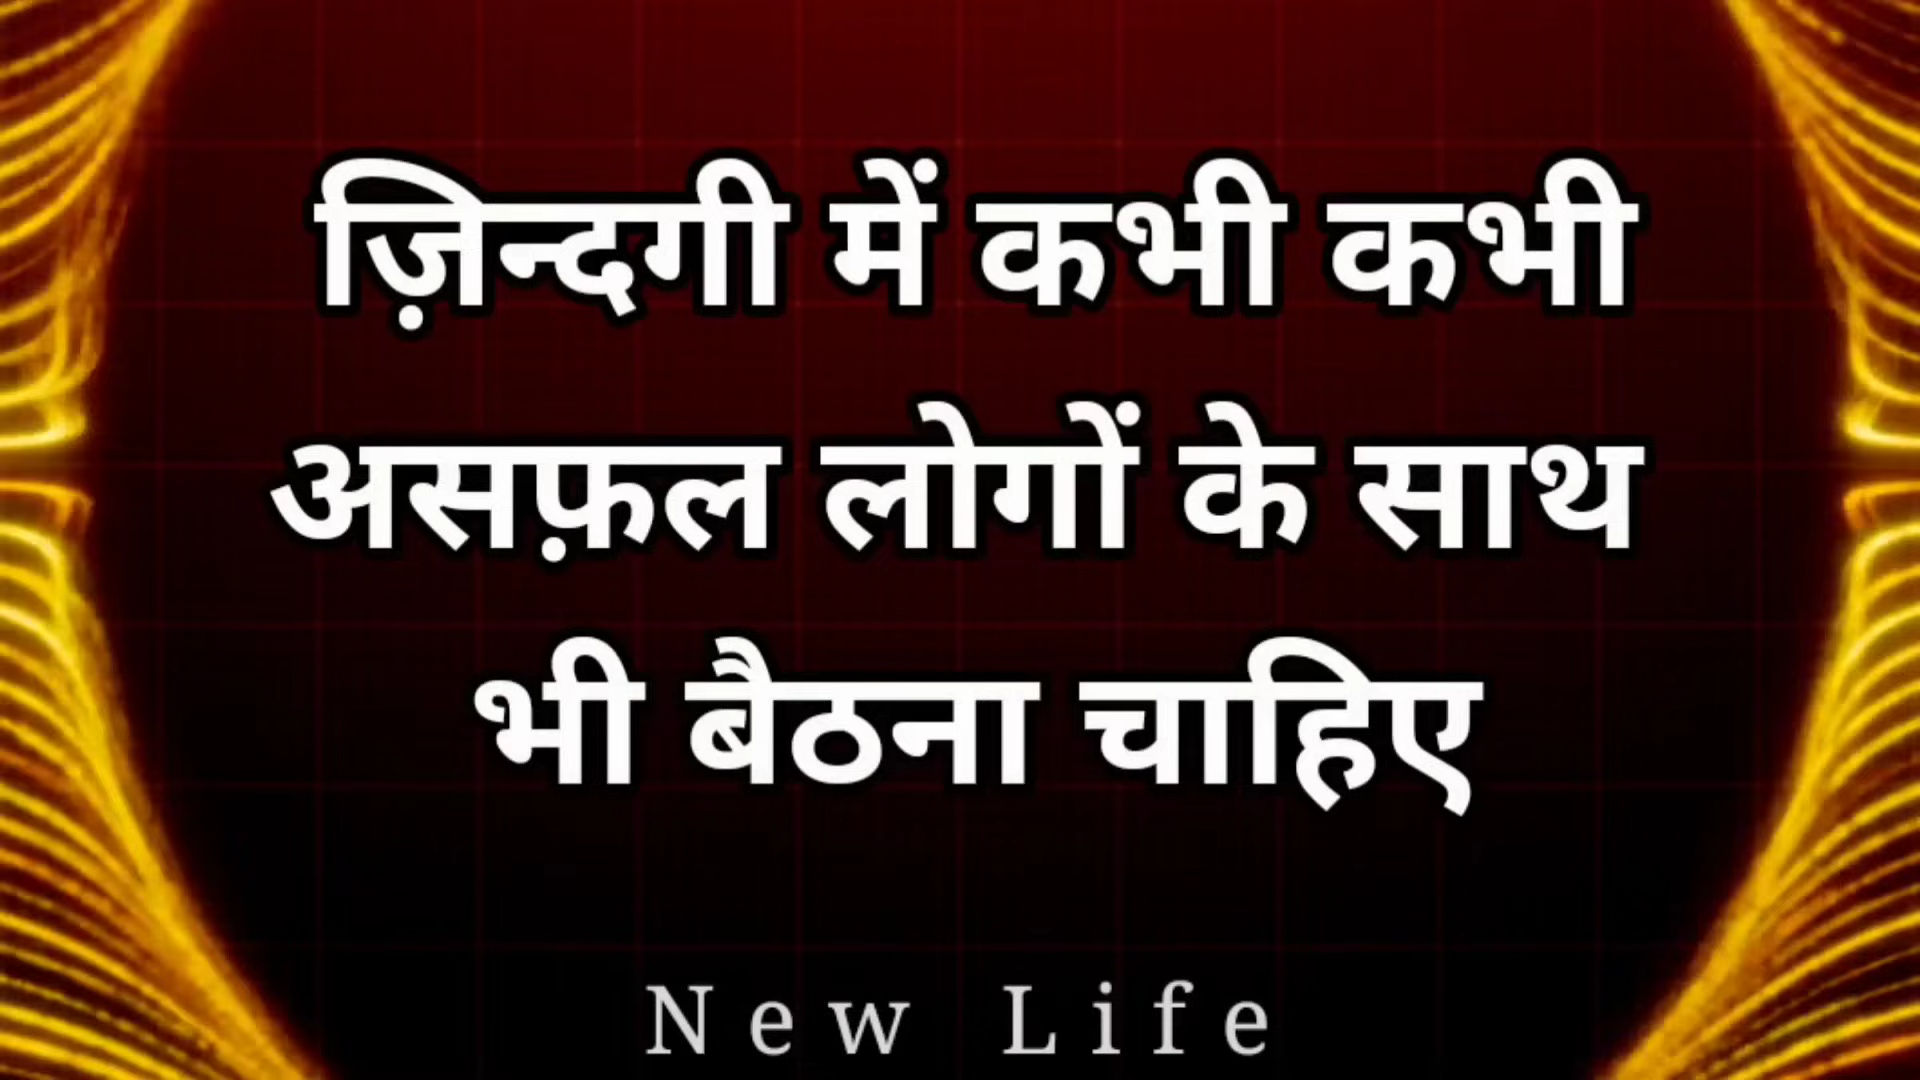 ज़िन्दगी में कभी कभी
असफ़ल लोगों के साथ
भी बैठना चाहिए
New Life